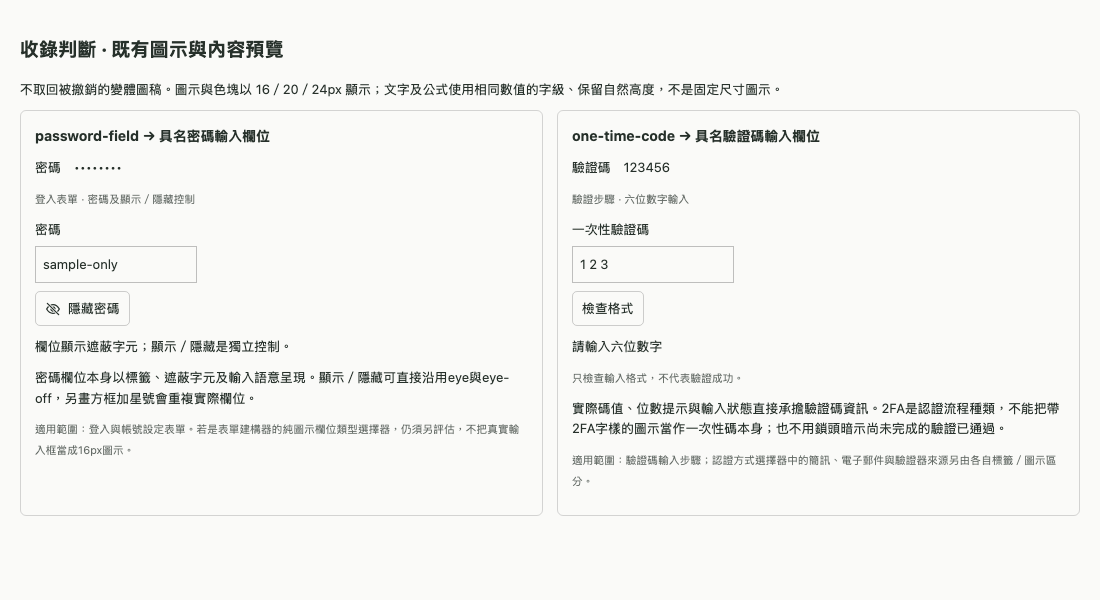 收錄判斷 · 既有圖示與內容預覽
不取回被撤銷的變體圖稿。圖示與色塊以 16 / 20 / 24px 顯示；文字及公式使用相同數值的字級、保留自然高度，不是固定尺寸圖示。
password-field → 具名密碼輸入欄位
密碼 ••••••••
登入表單 · 密碼及顯示 / 隱藏控制
密碼
sample-only
隱藏密碼
欄位顯示遮蔽字元；顯示 / 隱藏是獨立控制。
密碼欄位本身以標籤、遮蔽字元及輸入語意呈現。顯示 / 隱藏可直接沿用eye與eye-
off，另畫方框加星號會重複實際欄位。
適用範圍：登入與帳號設定表單。若是表單建構器的純圖示欄位類型選擇器，仍須另評估，不把真實輸
入框當成16px圖示。
one-time-code → 具名驗證碼輸入欄位
驗證碼 123456
驗證步驟 · 六位數字輸入
一次性驗證碼
1 2 3
檢查格式
請輸入六位數字
只檢查輸入格式，不代表驗證成功。
實際碼值、位數提示與輸入狀態直接承擔驗證碼資訊。2FA是認證流程種類，不能把帶
2FA字樣的圖示當作一次性碼本身；也不用鎖頭暗示尚未完成的驗證已通過。
適用範圍：驗證碼輸入步驟；認證方式選擇器中的簡訊、電子郵件與驗證器來源另由各自標籤 / 圖示區
分。